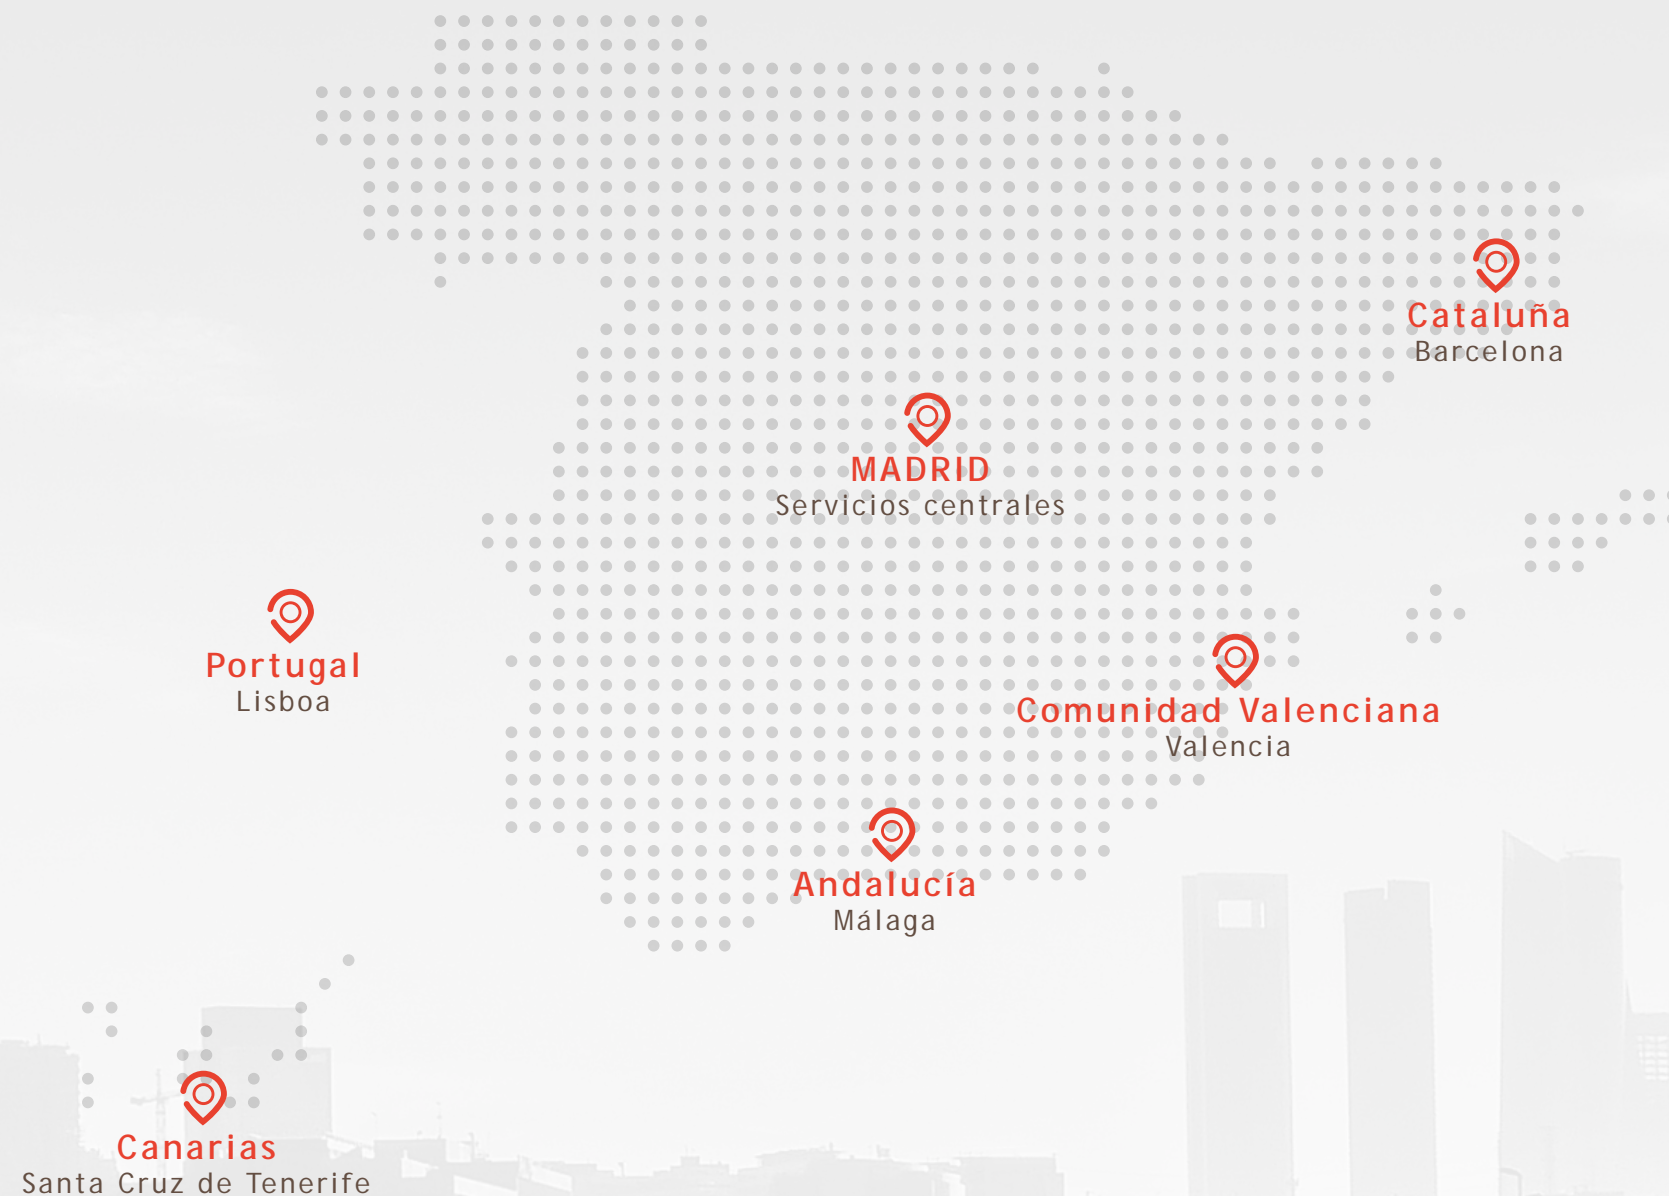 Cataluña
Barcelona
MADRID
Servicios centrales
Portugal
Lisboa
Comunidad Valenciana
Valencia
Andalucía
Málaga
Canarias
Santa Cruz de Tenerife